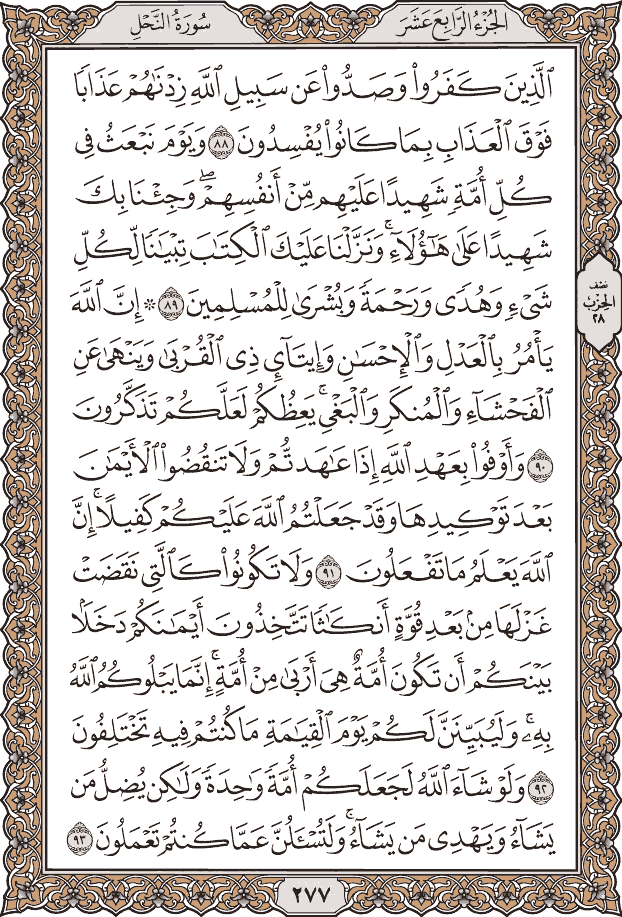 الجُزْءُ الرَّابِعَ عَشَرَ
سُورَةُ النَّحْلِ
ٱلَّذِينَ كَفَرُوا۟ وَصَدُّوا۟ عَن سَبِيلِ ٱللَّهِ زِدْنَـٰهُمْ عَذَابًا
فَوْقَ ٱلْعَذَابِ بِمَا كَانُوا۟ يُفْسِدُونَ ٨٨ وَيَوْمَ نَبْعَثُ فِى
كُلِّ أُمَّةٍ شَهِيدًا عَلَيْهِم مِّنْ أَنفُسِهِمْ ۖ وَجِئْنَا بِكَ
شَهِيدًا عَلَىٰ هَـٰٓؤُلَآءِ ۚ وَنَزَّلْنَا عَلَيْكَ ٱلْكِتَـٰبَ تِبْيَـٰنًا لِّكُلِّ
شَىْءٍ وَهُدًى وَرَحْمَةً وَبُشْرَىٰ لِلْمُسْلِمِينَ ٨٩ ۞ إِنَّ ٱللَّهَ
يَأْمُرُ بِٱلْعَدْلِ وَٱلْإِحْسَـٰنِ وَإِيتَآئِ ذِى ٱلْقُرْبَىٰ وَيَنْهَىٰ عَنِ
ٱلْفَحْشَآءِ وَٱلْمُنكَرِ وَٱلْبَغْىِ ۚ يَعِظُكُمْ لَعَلَّكُمْ تَذَكَّرُونَ
٩٠ وَأَوْفُوا۟ بِعَهْدِ ٱللَّهِ إِذَا عَـٰهَدتُّمْ وَلَا تَنقُضُوا۟ ٱلْأَيْمَـٰنَ
بَعْدَ تَوْكِيدِهَا وَقَدْ جَعَلْتُمُ ٱللَّهَ عَلَيْكُمْ كَفِيلًا ۚ إِنَّ
ٱللَّهَ يَعْلَمُ مَا تَفْعَلُونَ ٩١ وَلَا تَكُونُوا۟ كَٱلَّتِى نَقَضَتْ
غَزْلَهَا مِنۢ بَعْدِ قُوَّةٍ أَنكَـٰثًا تَتَّخِذُونَ أَيْمَـٰنَكُمْ دَخَلًۢا
بَيْنَكُمْ أَن تَكُونَ أُمَّةٌ هِىَ أَرْبَىٰ مِنْ أُمَّةٍ ۚ إِنَّمَا يَبْلُوكُمُ ٱللَّهُ
بِهِۦ ۚ وَلَيُبَيِّنَنَّ لَكُمْ يَوْمَ ٱلْقِيَـٰمَةِ مَا كُنتُمْ فِيهِ تَخْتَلِفُونَ
٩٢ وَلَوْ شَآءَ ٱللَّهُ لَجَعَلَكُمْ أُمَّةً وَٰحِدَةً وَلَـٰكِن يُضِلُّ مَن
يَشَآءُ وَيَهْدِى مَن يَشَآءُ ۚ وَلَتُسْـَٔلُنَّ عَمَّا كُنتُمْ تَعْمَلُونَ ٩٣
نصف
الحزب
٢٨
٢٧٧